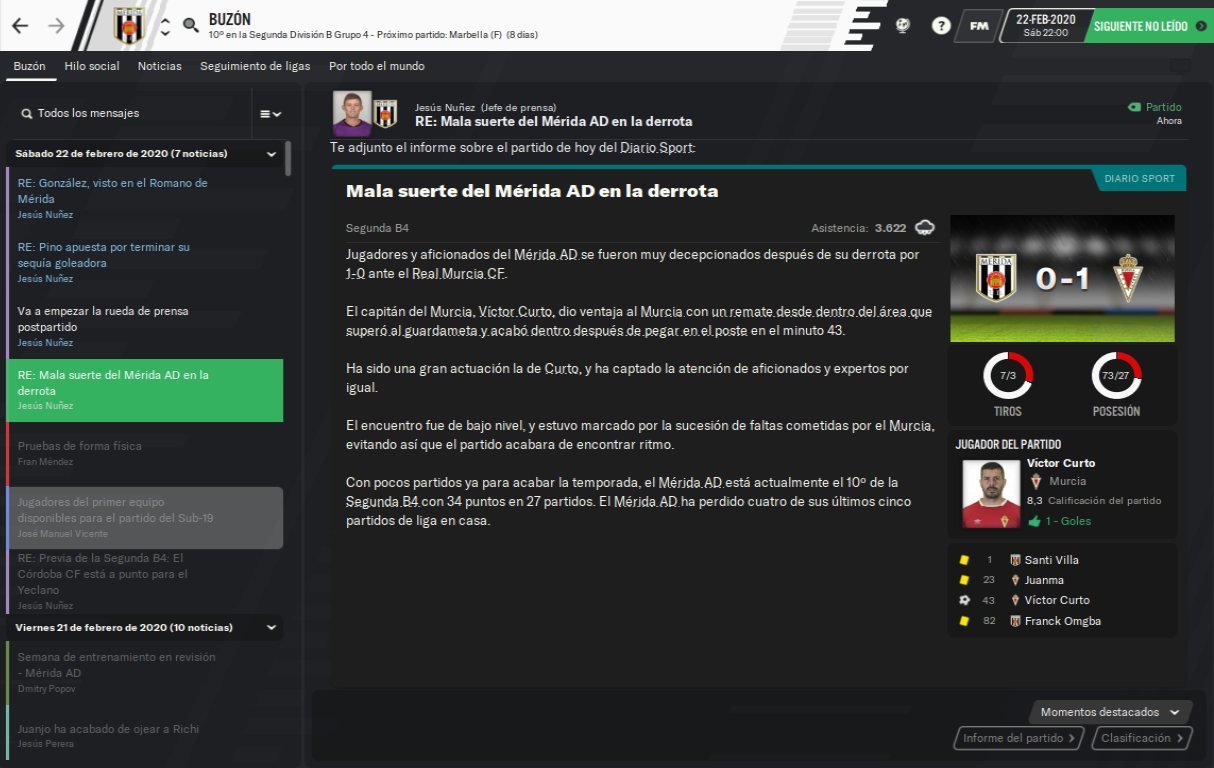 BUZÓN
10º en la Segunda División B Grupo 4 - Próximo partido: Marbella (F) (8 días)
FM
22-FEB-2020
Sáb 22:00
SIGUIENTE NO LEÍDO
Buzón
Hilo social
Noticias
Seguimiento de ligas
Por todo el mundo
Todos los mensajes
Sábado 22 de febrero de 2020 (7 noticias)
RE: González, visto en el Romano de
Mérida
Jesús Nuñez
RE: Pino apuesta por terminar su
sequía goleadora
Jesús Nuñez
Va a empezar la rueda de prensa
postpartido
Jesús Nuñez
RE: Mala suerte del Mérida AD en la
derrota
Jesús Nuñez
Pruebas de forma física
Fran Méndez
Jugadores del primer equipo
disponibles para el partido del Sub-19
José Manuel Vicente
RE: Previa de la Segunda B4: El
Córdoba CF está a punto para el
Yeclano
Jesús Nuñez
Viernes 21 de febrero de 2020 (10 noticias)
Semana de entrenamiento en revisión
- Mérida AD
Dmitry Popov
Juanjo ha acabado de ojear a Richi
Jesús Perera
Jesús Nuñez (Jefe de prensa)
RE: Mala suerte del Mérida AD en la derrota
Partido
Ahora
Te adjunto el informe sobre el partido de hoy del Diario Sport:
DIARIO SPORT
Mala suerte del Mérida AD en la derrota
Segunda B4
Asistencia: 3.622
Jugadores y aficionados del Mérida AD se fueron muy decepcionados después de su derrota por
1-0 ante el Real Murcia CF.
El capitán del Murcia, Víctor Curto, dio ventaja al Murcia con un remate desde dentro del área que
superó al guardameta y acabó dentro después de pegar en el poste en el minuto 43.
Ha sido una gran actuación la de Curto, y ha captado la atención de aficionados y expertos por
igual.
El encuentro fue de bajo nivel, y estuvo marcado por la sucesión de faltas cometidas por el Murcia,
evitando así que el partido acabara de encontrar ritmo.
Con pocos partidos ya para acabar la temporada, el Mérida AD está actualmente el 10º de la
Segunda B4 con 34 puntos en 27 partidos. El Mérida AD ha perdido cuatro de sus últimos cinco
partidos de liga en casa.
MÉRIDA
0-1
7/3
73/27
TIROS
POSESIÓN
JUGADOR DEL PARTIDO
Víctor Curto
Murcia
8,3 Calificación del partido
1 - Goles
1 Santi Villa
23 Juanma
43 Víctor Curto
82 Franck Omgba
Momentos destacados
Informe del partido
Clasificación